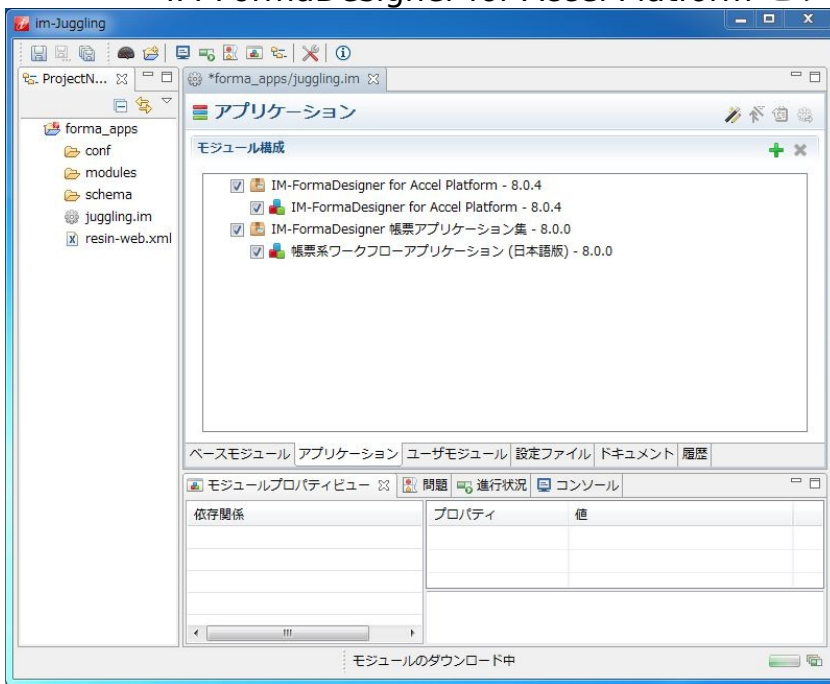 IM-FormaDesigner for Accel Platform
im-Juggling
ProjectN...
*forma_apps/juggling.im
forma_apps
conf
modules
schema
juggling.im
resin-web.xml
アプリケーション
モジュール構成
IM-FormaDesigner for Accel Platform - 8.0.4
IM-FormaDesigner for Accel Platform - 8.0.4
IM-FormaDesigner 帳票アプリケーション集 - 8.0.0
帳票系ワークフローアプリケーション (日本語版) - 8.0.0
ベースモジュール アプリケーション ユーザモジュール 設定ファイル ドキュメント 履歴
モジュールプロパティビュー 問題 進行状況 コンソール
依存関係 プロパティ 値
モジュールのダウンロード中